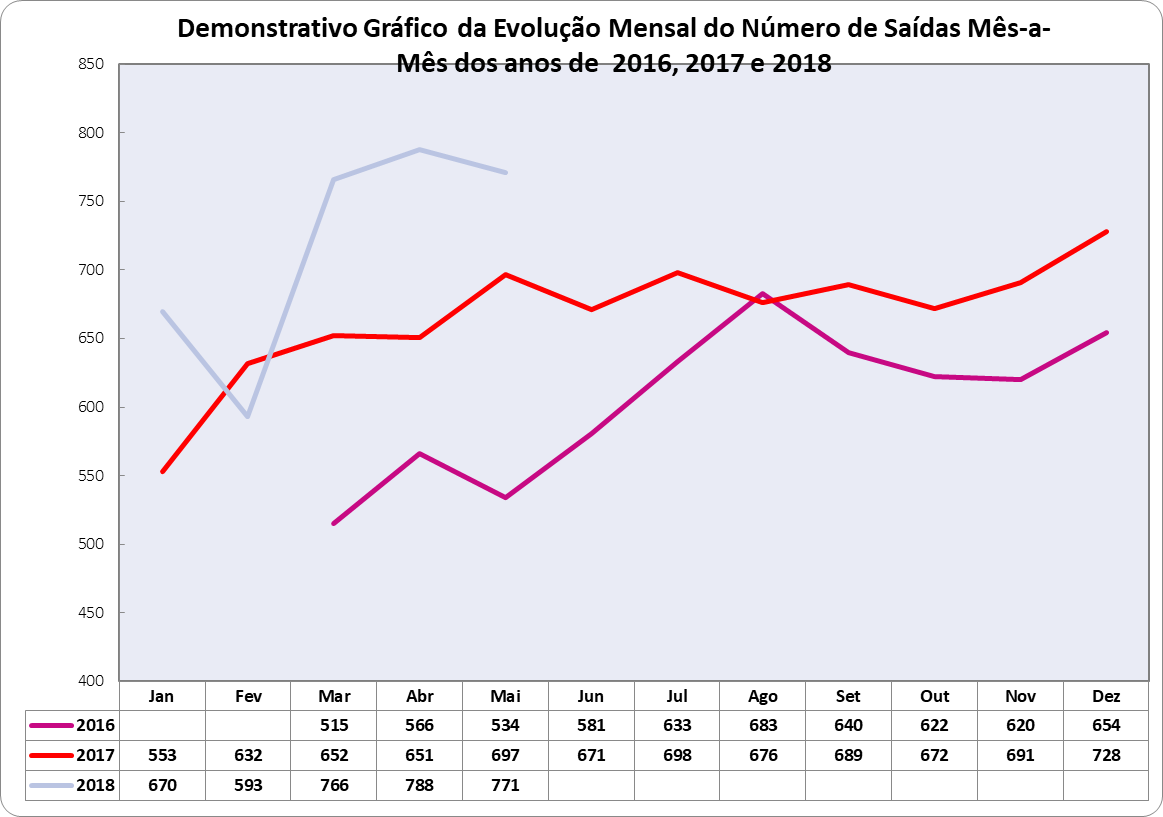 Demonstrativo Gráfico da Evolução Mensal do Número de Saídas Mês-a-
Mês dos anos de 2016, 2017 e 2018
850
800
750
700
650
600
550
500
450
400
Jan Fev Mar Abr Mai Jun Jul Ago Set Out Nov Dez
2016 515 566 534 581 633 683 640 622 620 654
2017 553 632 652 651 697 671 698 676 689 672 691 728
2018 670 593 766 788 771